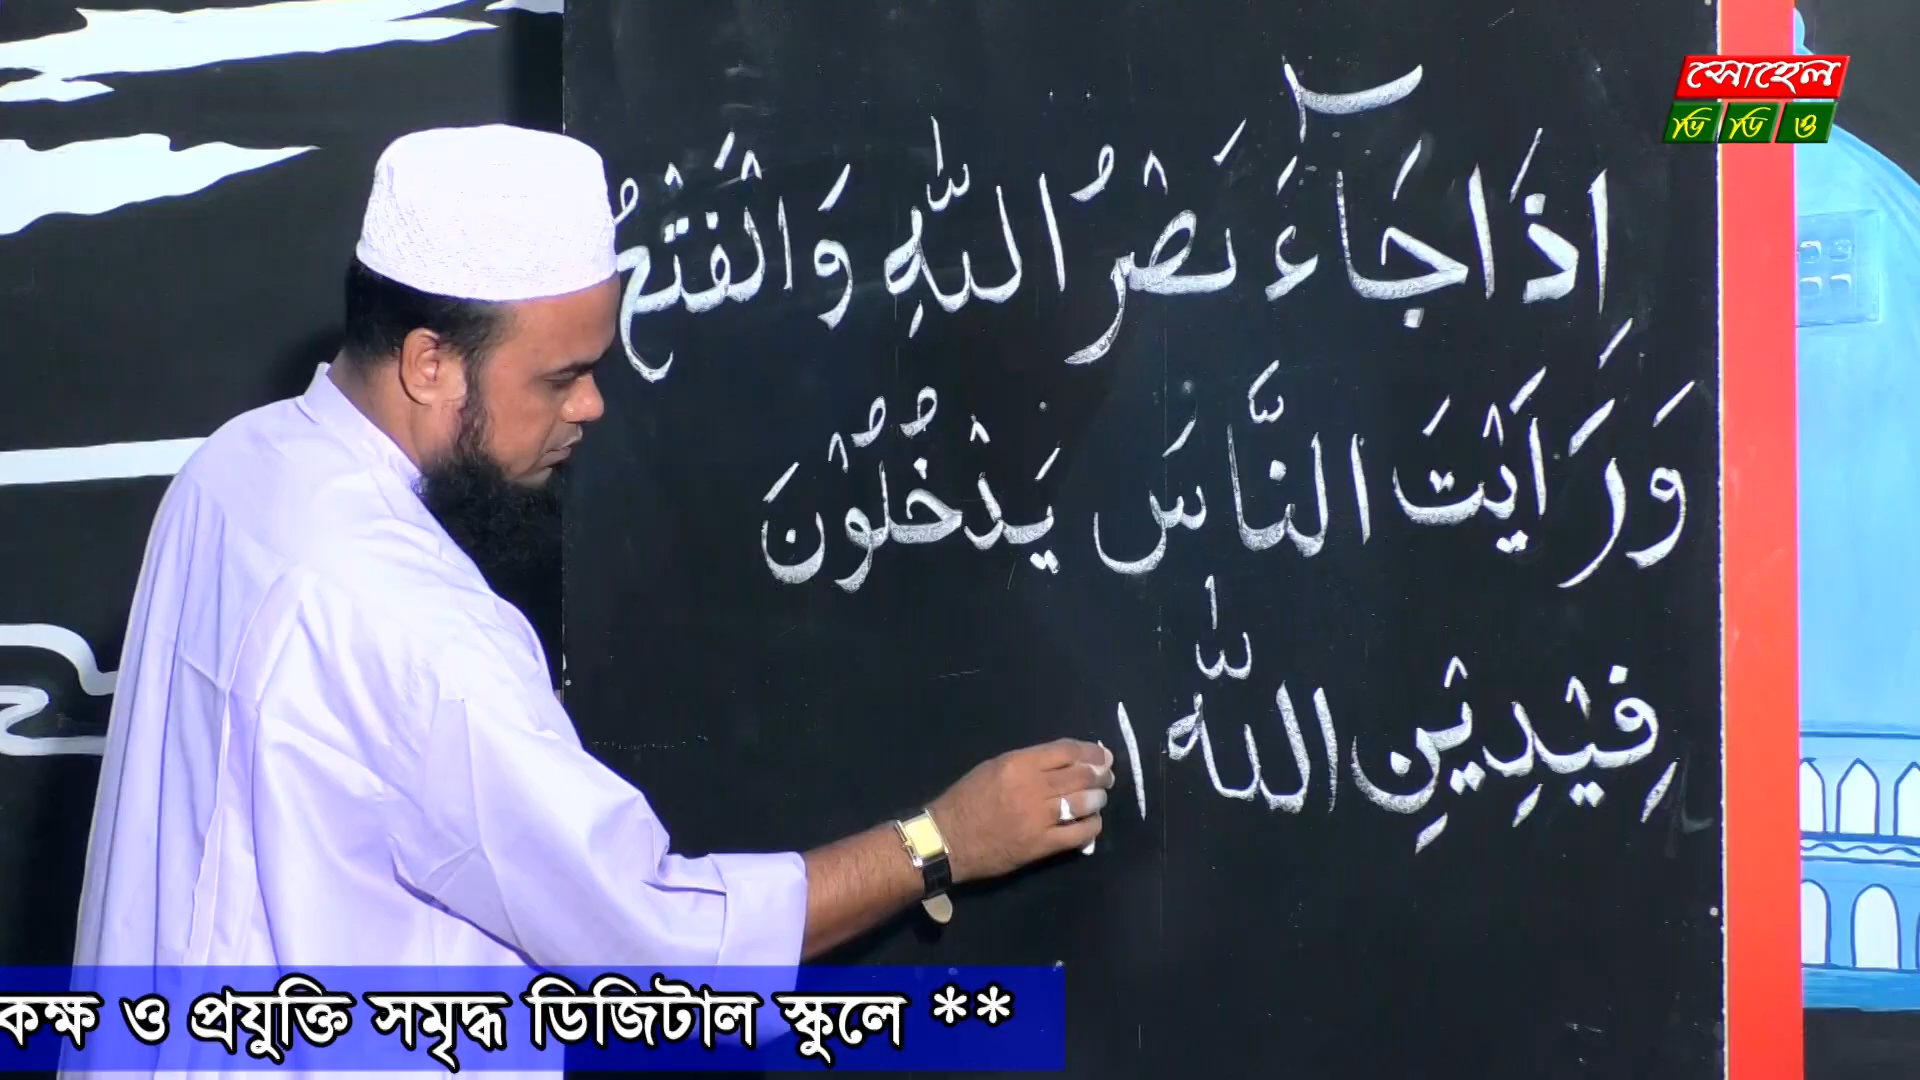 সোহেল
ভিডিও
اِذَا جَآءَ نَصْرُ اللّٰهِ وَالْفَتْحُ
وَرَاَيْتَ النَّاسَ يَدْخُلُوْنَ
فِيْ دِيْنِ اللّٰهِ ا
কক্ষ ও প্রযুক্তি সমৃদ্ধ ডিজিটাল স্কুলে **